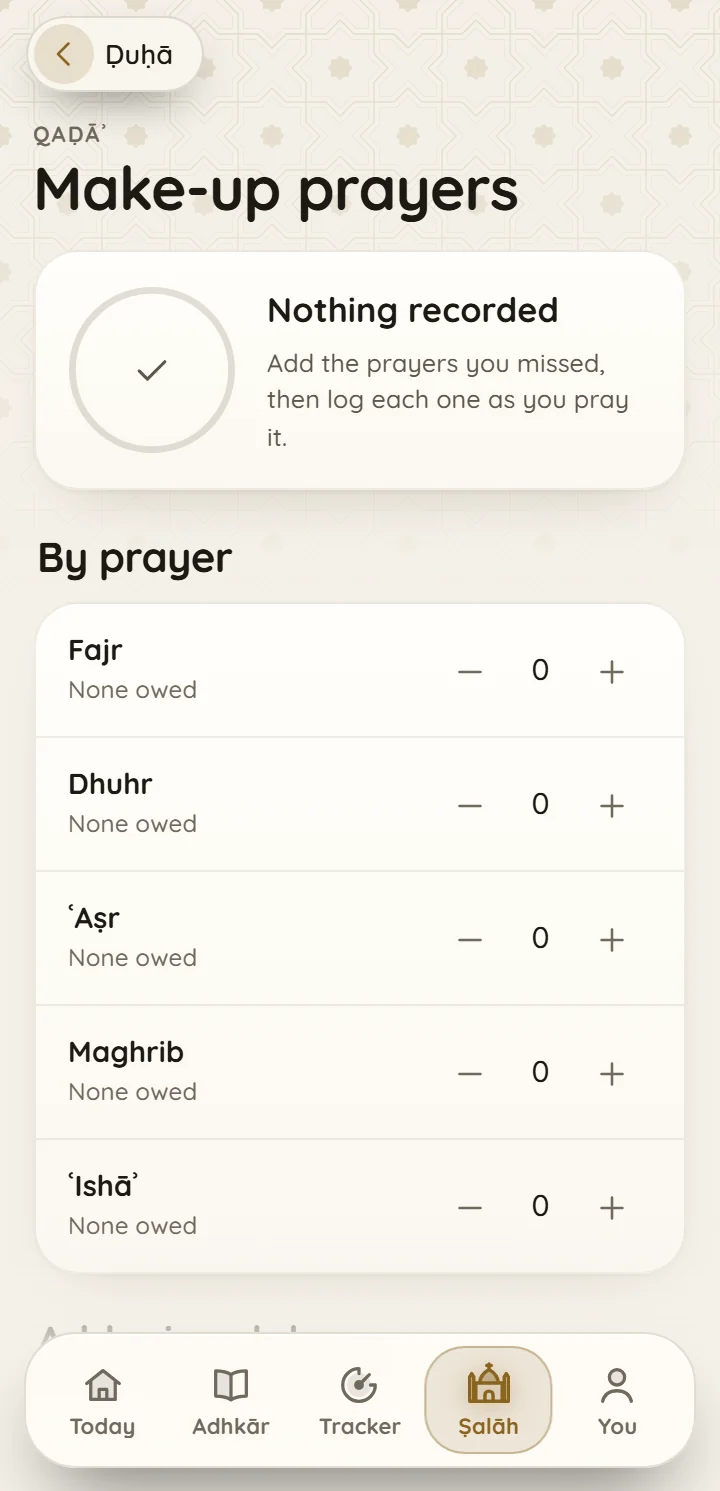 Ḍuḥā
QAḌĀʾ
Make-up prayers
Nothing recorded
Add the prayers you missed,
then log each one as you pray
it.
By prayer
Fajr
None owed
0
Dhuhr
None owed
0
ʿAṣr
None owed
0
Maghrib
None owed
0
ʿIshāʾ
None owed
0
Today
Adhkār
Tracker
Ṣalāh
You